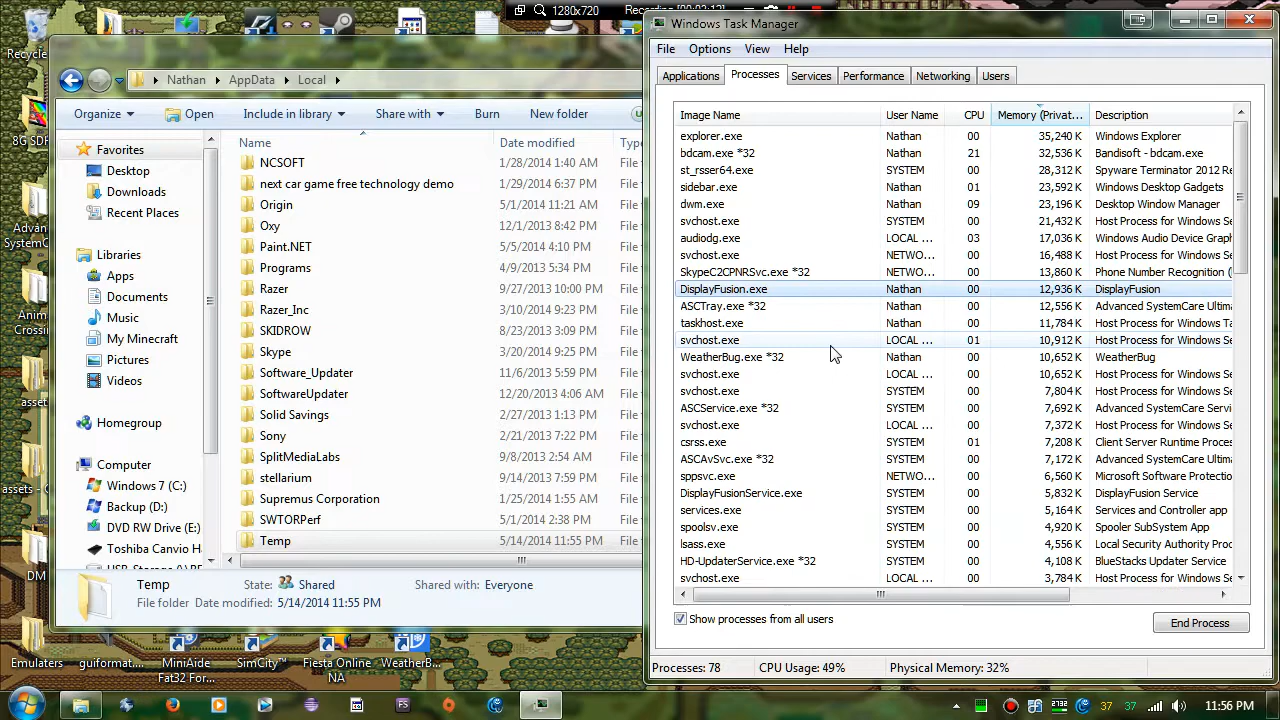 1280x720
Recycle
8G SDF
Advan
SystemC
Anim
Crossin
assets
assets - C
DM
Emulaters
guiformat...
MiniAide
Fat32 For...
SimCity™
Fiesta Online
NA
WeatherB...
Nathan
AppData
Local
Organize
Open
Include in library
Share with
Burn
New folder
Favorites
Desktop
Downloads
Recent Places
Libraries
Apps
Documents
Music
My Minecraft
Pictures
Videos
Homegroup
Computer
Windows 7 (C:)
Backup (D:)
DVD RW Drive (E:)
Toshiba Canvio H
Name Date modified Type
NCSOFT 1/28/2014 1:40 AM File f
next car game free technology demo 1/29/2014 6:37 PM File f
Origin 5/1/2014 11:21 AM File f
Oxy 12/1/2013 8:42 PM File f
Paint.NET 5/5/2014 4:10 PM File f
Programs 4/9/2013 5:34 PM File f
Razer 9/27/2013 10:00 PM File f
Razer_Inc 3/10/2014 9:23 PM File f
SKIDROW 8/23/2013 3:09 PM File f
Skype 3/20/2014 9:25 PM File f
Software_Updater 11/6/2013 5:59 PM File f
SoftwareUpdater 12/20/2013 4:06 AM File f
Solid Savings 2/27/2013 1:13 PM File f
Sony 2/21/2013 7:22 PM File f
SplitMediaLabs 9/8/2013 2:54 AM File f
stellarium 9/14/2013 7:59 PM File f
Supremus Corporation 1/25/2014 1:55 AM File f
SWTORPerf 5/1/2014 2:38 PM File f
Temp 5/14/2014 11:55 PM File f
Temp State: Shared Shared with: Everyone
File folder Date modified: 5/14/2014 11:55 PM
Windows Task Manager
File Options View Help
Applications Processes Services Performance Networking Users
Image Name User Name CPU Memory (Privat... Description
explorer.exe Nathan 00 35,240 K Windows Explorer
bdcam.exe *32 Nathan 21 32,536 K Bandisoft - bdcam.exe
st_rsser64.exe SYSTEM 00 28,312 K Spyware Terminator 2012 Re
sidebar.exe Nathan 01 23,592 K Windows Desktop Gadgets
dwm.exe Nathan 09 23,196 K Desktop Window Manager
svchost.exe SYSTEM 00 21,432 K Host Process for Windows Se
audiodg.exe LOCAL ... 03 17,036 K Windows Audio Device Graph
svchost.exe NETWO... 00 16,488 K Host Process for Windows Se
SkypeC2CPNRSvc.exe *32 NETWO... 00 13,860 K Phone Number Recognition (
DisplayFusion.exe Nathan 00 12,936 K DisplayFusion
ASCTray.exe *32 Nathan 00 12,556 K Advanced SystemCare Ultima
taskhost.exe Nathan 00 11,784 K Host Process for Windows Ta
svchost.exe LOCAL ... 01 10,912 K Host Process for Windows Se
WeatherBug.exe *32 Nathan 00 10,652 K WeatherBug
svchost.exe LOCAL ... 00 10,652 K Host Process for Windows Se
svchost.exe SYSTEM 00 7,804 K Host Process for Windows Se
ASCService.exe *32 SYSTEM 00 7,692 K Advanced SystemCare Servi
svchost.exe LOCAL ... 00 7,372 K Host Process for Windows Se
csrss.exe SYSTEM 01 7,208 K Client Server Runtime Proces
ASCAvSvc.exe *32 SYSTEM 00 7,172 K Advanced SystemCare Ultima
sppsvc.exe NETWO... 00 6,560 K Microsoft Software Protectio
DisplayFusionService.exe SYSTEM 00 5,832 K DisplayFusion Service
services.exe SYSTEM 00 5,164 K Services and Controller app
spoolsv.exe SYSTEM 00 4,920 K Spooler SubSystem App
lsass.exe SYSTEM 00 4,556 K Local Security Authority Proc
HD-UpdaterService.exe *32 SYSTEM 00 4,108 K BlueStacks Updater Service
svchost.exe LOCAL ... 00 3,784 K Host Process for Windows Se
Show processes from all users
End Process
Processes: 78 CPU Usage: 49% Physical Memory: 32%
37 37 11:56 PM